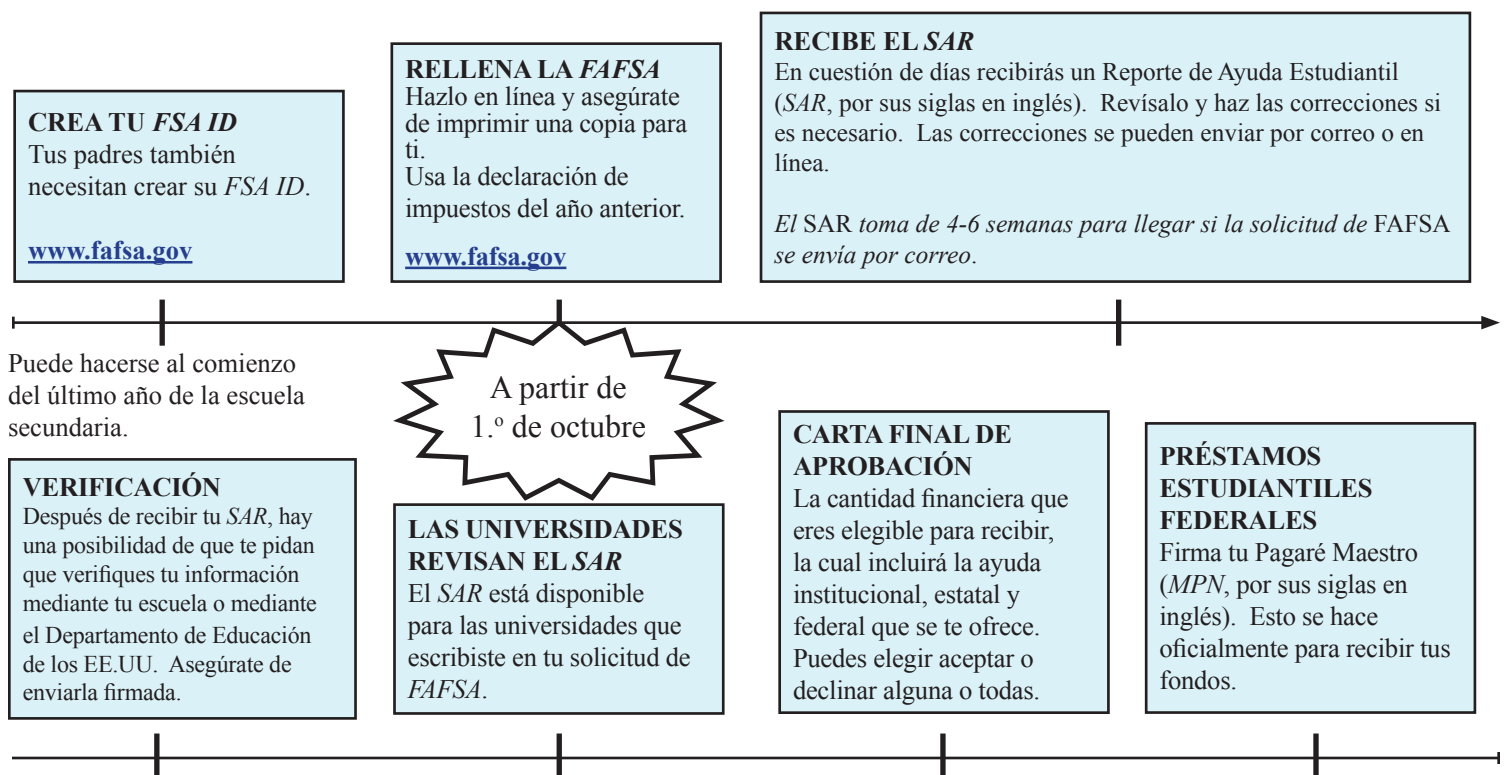 CREA TU FSA ID
Tus padres también
necesitan crear su FSA ID.
www.fafsa.gov
RELLENA LA FAFSA
Hazlo en línea y asegúrate
de imprimir una copia para
ti.
Usa la declaración de
impuestos del año anterior.
www.fafsa.gov
RECIBE EL SAR
En cuestión de días recibirás un Reporte de Ayuda Estudiantil
(SAR, por sus siglas en inglés). Revísalo y haz las correcciones si
es necesario. Las correcciones se pueden enviar por correo o en
línea.
El SAR toma de 4-6 semanas para llegar si la solicitud de FAFSA
se envía por correo.
Puede hacerse al comienzo
del último año de la escuela
secundaria.
A partir de
1.º de octubre
VERIFICACIÓN
Después de recibir tu SAR, hay
una posibilidad de que te pidan
que verifiques tu información
mediante tu escuela o mediante
el Departamento de Educación
de los EE.UU. Asegúrate de
enviarla firmada.
LAS UNIVERSIDADES
REVISAN EL SAR
El SAR está disponible
para las universidades que
escribiste en tu solicitud de
FAFSA.
CARTA FINAL DE
APROBACIÓN
La cantidad financiera que
eres elegible para recibir,
la cual incluirá la ayuda
institucional, estatal y
federal que se te ofrece.
Puedes elegir aceptar o
declinar alguna o todas.
PRÉSTAMOS
ESTUDIANTILES
FEDERALES
Firma tu Pagaré Maestro
(MPN, por sus siglas en
inglés). Esto se hace
oficialmente para recibir tus
fondos.